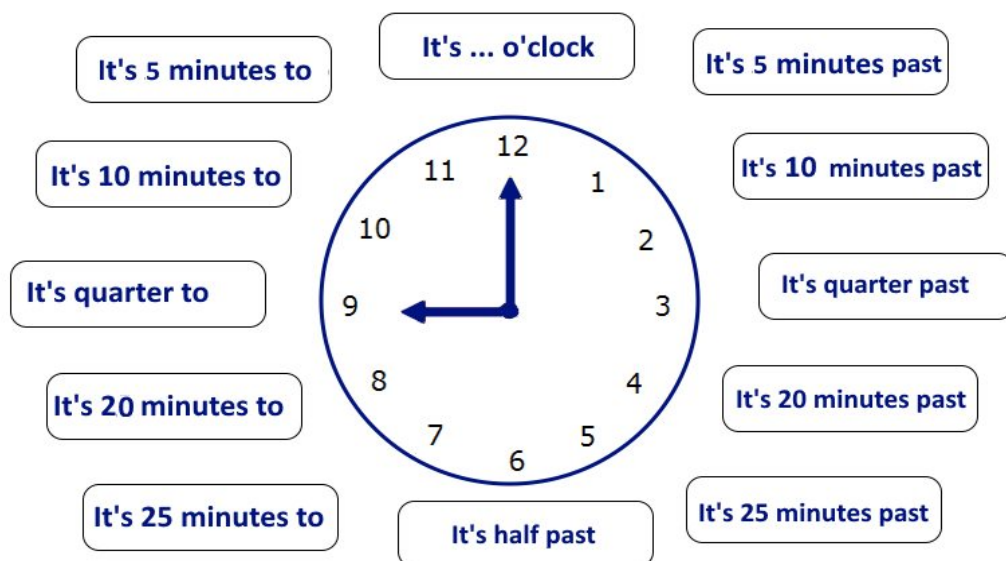 It's ... o'clock
It's 5 minutes to
It's 5 minutes past
It's 10 minutes to
It's 10 minutes past
It's quarter to
It's quarter past
It's 20 minutes to
It's 20 minutes past
It's 25 minutes to
It's half past
It's 25 minutes past
12
1
2
3
4
5
6
7
8
9
10
11